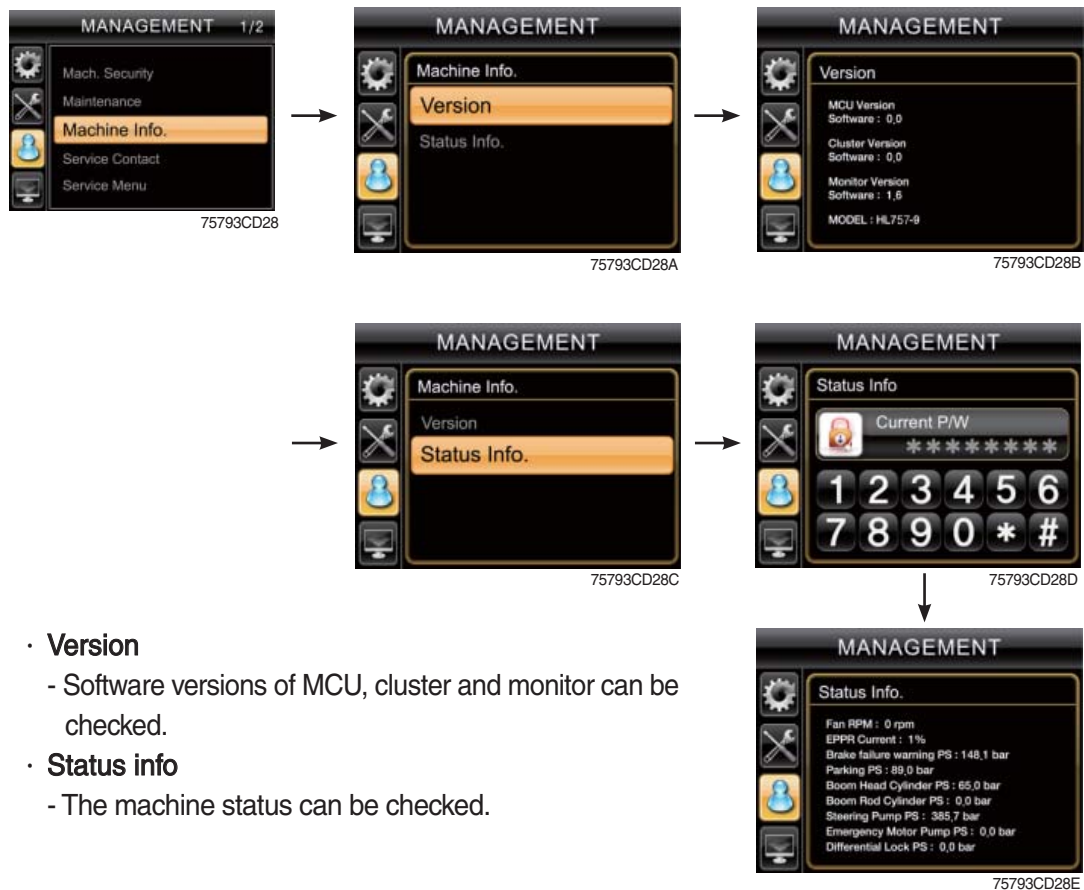 MANAGEMENT 1/2
Mach. Security
Maintenance
Machine Info.
Service Contact
Service Menu
75793CD28
MANAGEMENT
Machine Info.
Version
Status Info.
75793CD28A
MANAGEMENT
Version
MCU Version
Software : 0,0
Cluster Version
Software : 0,0
Monitor Version
Software : 1,6
MODEL : HL757-9
75793CD28B
MANAGEMENT
Machine Info.
Version
Status Info.
75793CD28C
MANAGEMENT
Status Info
Current P/W
********
1 2 3 4 5 6
7 8 9 0 * #
75793CD28D
· Version
- Software versions of MCU, cluster and monitor can be
checked.
· Status info
- The machine status can be checked.
MANAGEMENT
Status Info.
Fan RPM : 0 rpm
EPPR Current : 1%
Brake failure warning PS : 148,1 bar
Parking PS : 89,0 bar
Boom Head Cylinder PS : 65,0 bar
Boom Rod Cylinder PS : 0,0 bar
Steering Pump PS : 385,7 bar
Emergency Motor Pump PS : 0,0 bar
Differential Lock PS : 0,0 bar
75793CD28E